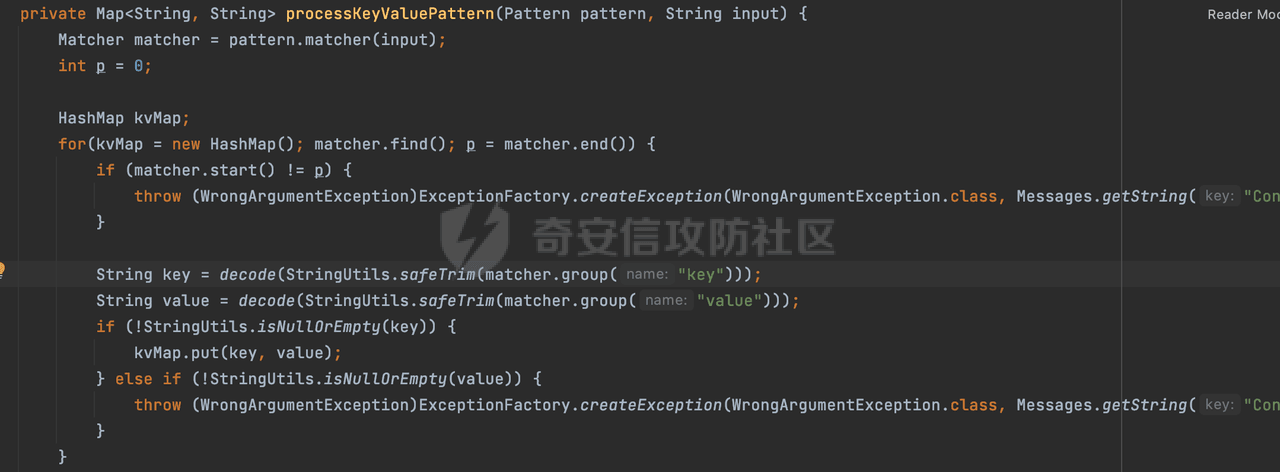 private Map<String, String> processKeyValuePattern(Pattern pattern, String input) {
Reader Mod
Matcher matcher = pattern.matcher(input);
int p = 0;
HashMap kvMap;
for(kvMap = new HashMap(); matcher.find(); p = matcher.end()) {
if (matcher.start() != p) {
throw (WrongArgumentException)ExceptionFactory.createException(WrongArgumentException.class, Messages.getString( key: "Con
}
奇安信攻防社区
String key = decode(StringUtils.safeTrim(matcher.group( name: "key")));
String value = decode(StringUtils.safeTrim(matcher.group( name: "value")));
if (!StringUtils.isNullOrEmpty(key)) {
kvMap.put(key, value);
} else if (!StringUtils.isNullOrEmpty(value)) {
throw (WrongArgumentException)ExceptionFactory.createException(WrongArgumentException.class, Messages.getString( key: "Con
}
}